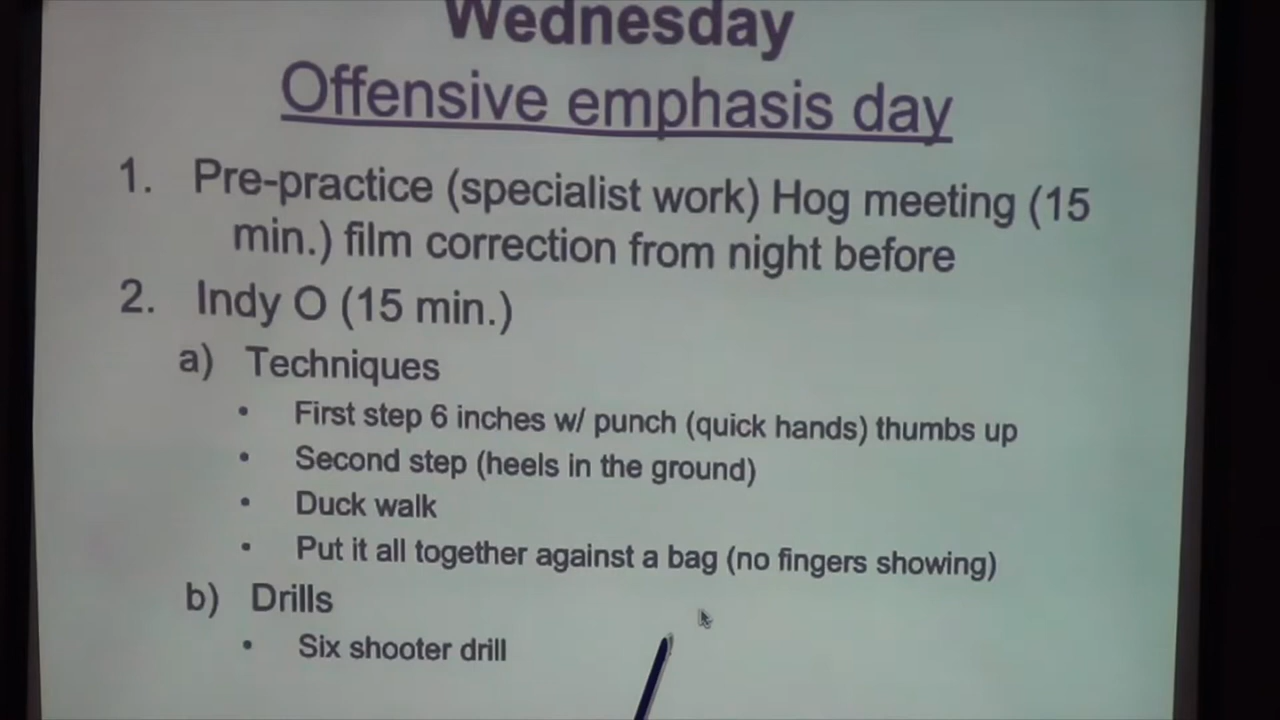 Wednesday
Offensive emphasis day
1. Pre-practice (specialist work) Hog meeting (15
min.) film correction from night before
2. Indy O (15 min.)
a) Techniques
• First step 6 inches w/ punch (quick hands) thumbs up
• Second step (heels in the ground)
• Duck walk
• Put it all together against a bag (no fingers showing)
b) Drills
• Six shooter drill